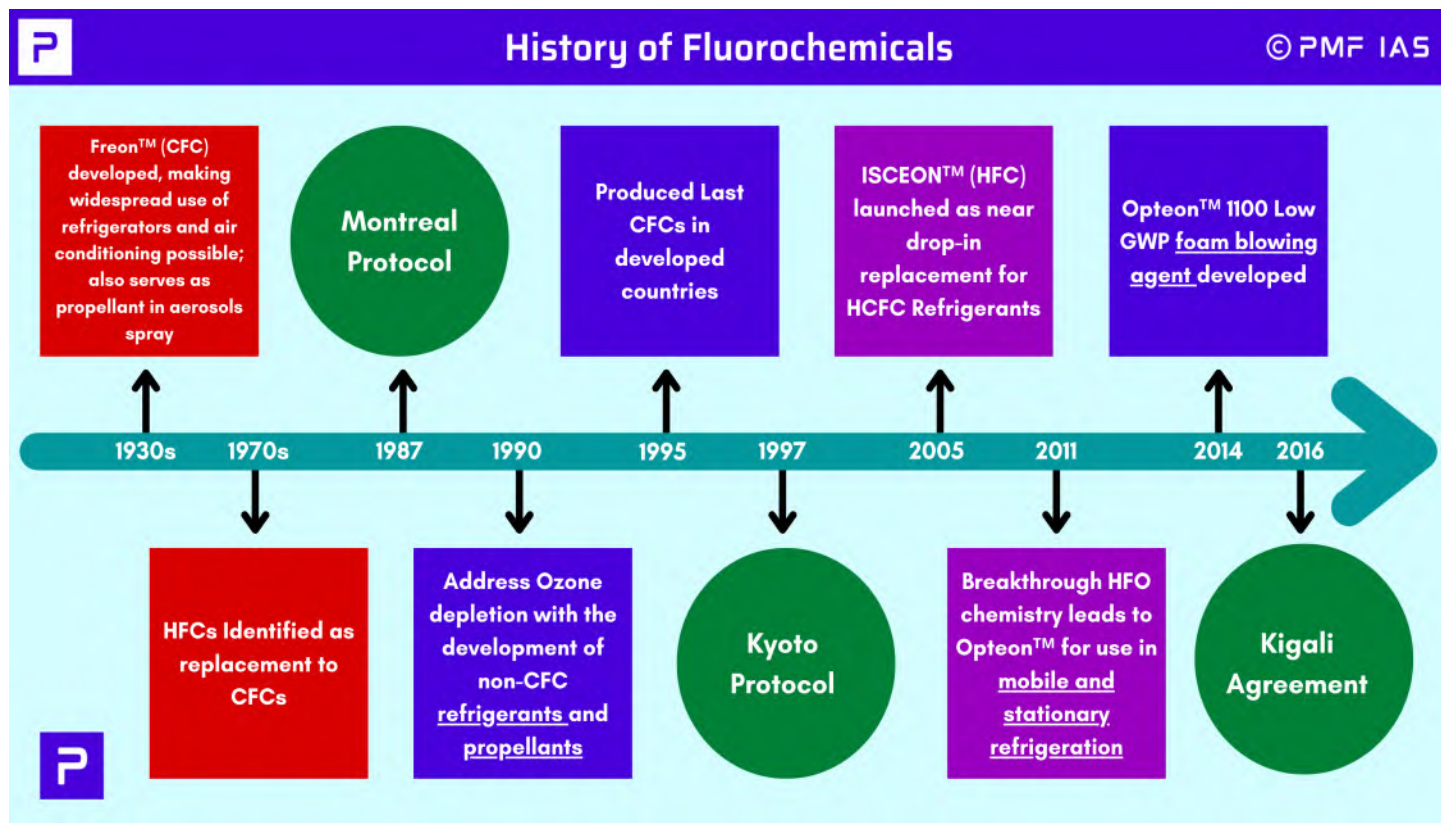 P
History of Fluorochemicals
© PMF IAS
Freon™ (CFC)
developed, making
widespread use of
refrigerators and air
conditioning possible;
also serves as
propellant in aerosols
spray
Montreal
Protocol
Produced Last
CFCs in
developed
countries
ISCEON™ (HFC)
launched as near
drop-in
replacement for
HCFC Refrigerants
Opteon™ 1100 Low
GWP foam blowing
agent developed
1930s 1970s 1987 1990 1995 1997 2005 2011 2014 2016
HFCs Identified as
replacement to
CFCs
Address Ozone
depletion with the
development of
non-CFC
refrigerants and
propellants
Kyoto
Protocol
Breakthrough HFO
chemistry leads to
Opteon™ for use in
mobile and
stationary
refrigeration
Kigali
Agreement
P